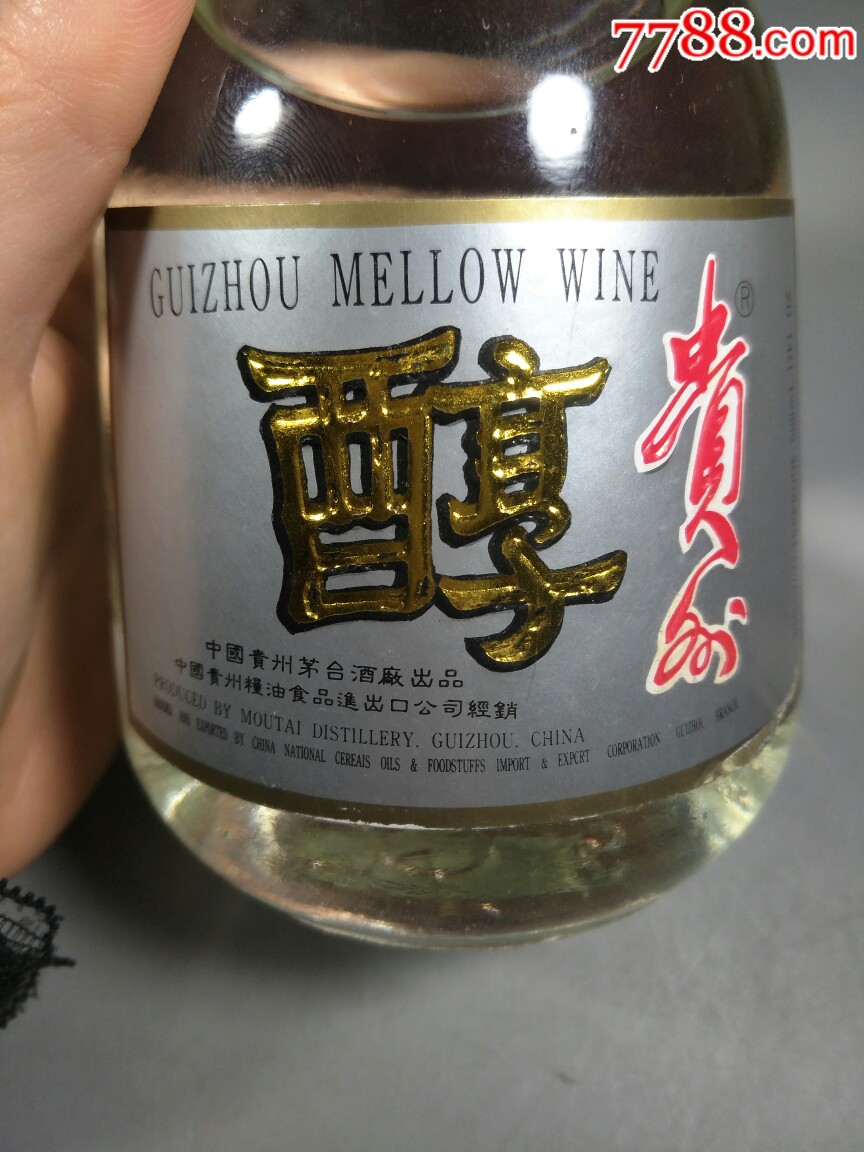 7788.com
GUIZHOU MELLOW WINE
貴州
®
醇
中國貴州茅台酒廠出品
中國貴州糧油食品進出口公司經銷
PRODUCED BY MOUTAI DISTILLERY. GUIZHOU. CHINA
AND EXPORTED BY CHINA NATIONAL CEREAIS OILS & FOODSTUFFS IMPORT & EXPCRT CORPORATION GUIZHOU